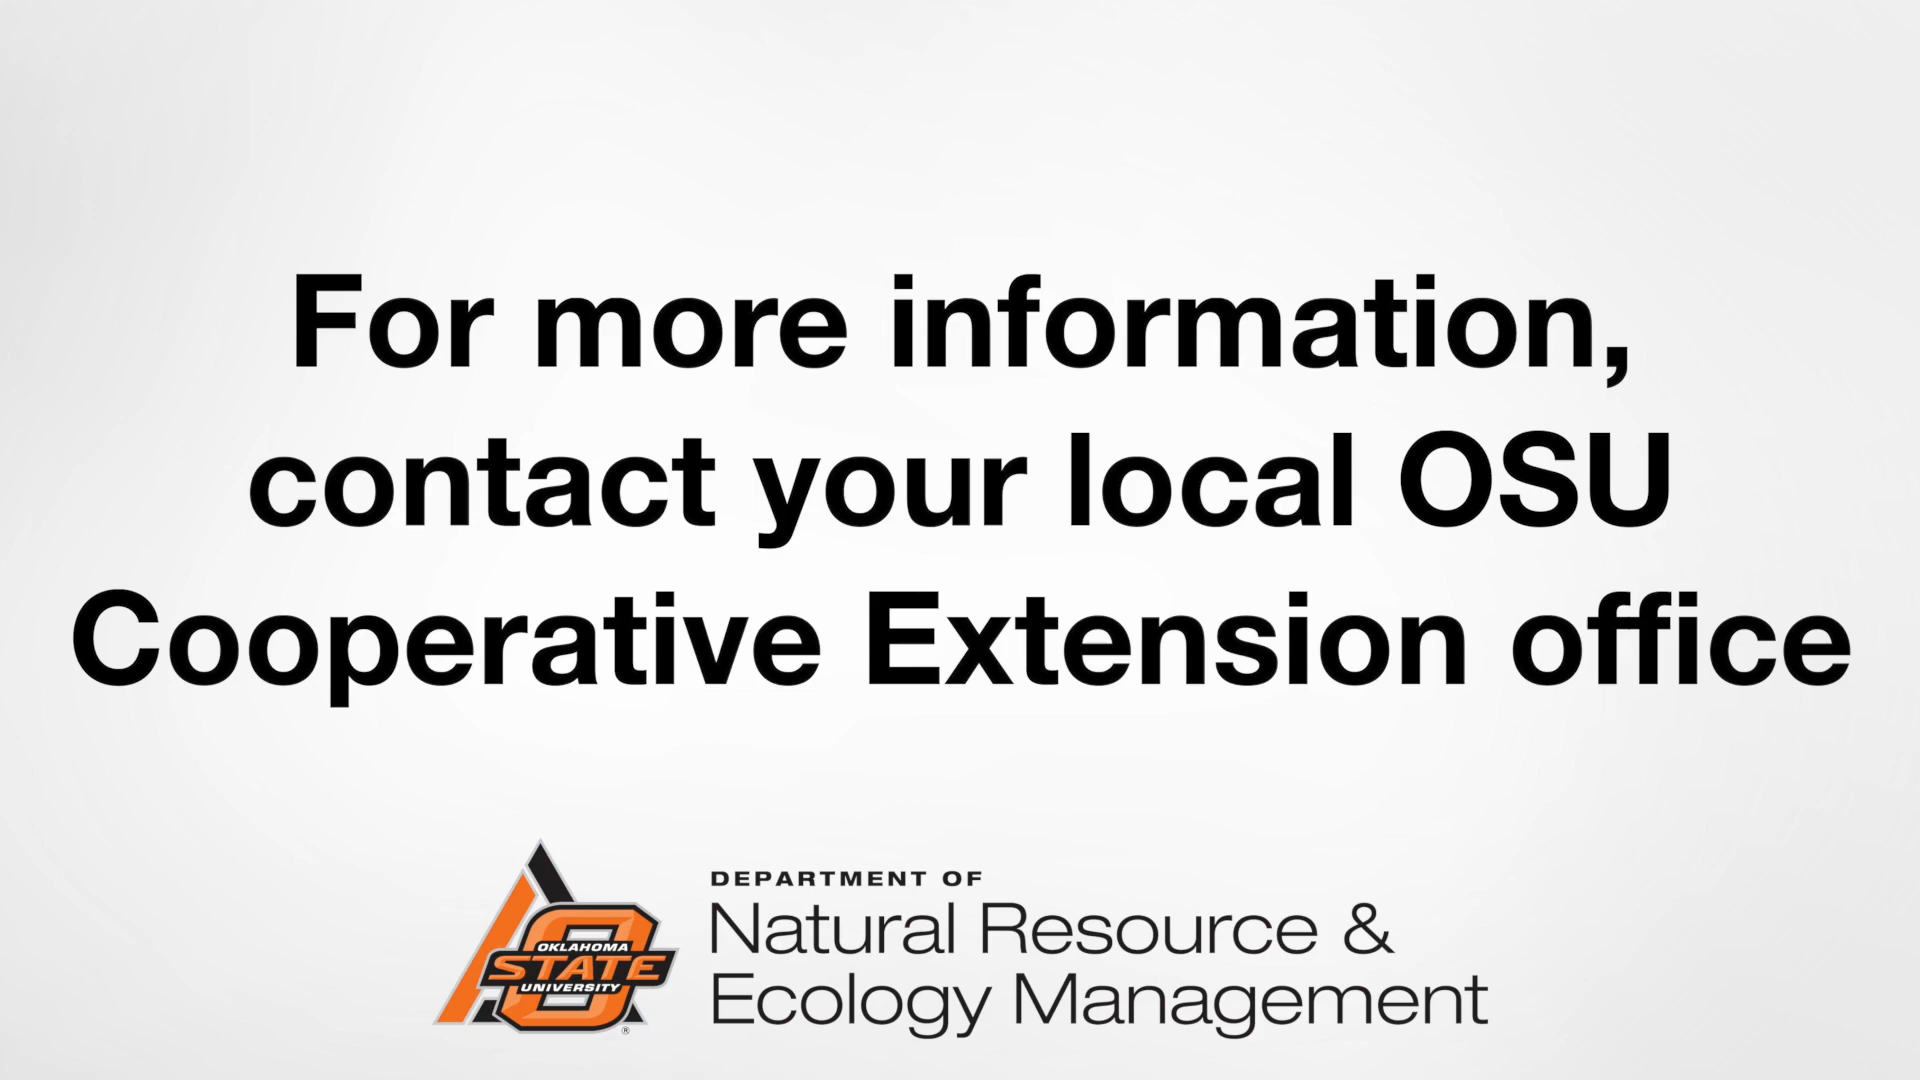 For more information,
contact your local OSU
Cooperative Extension office
DEPARTMENT OF
Natural Resource &
Ecology Management
OKLAHOMA
STATE
UNIVERSITY
®